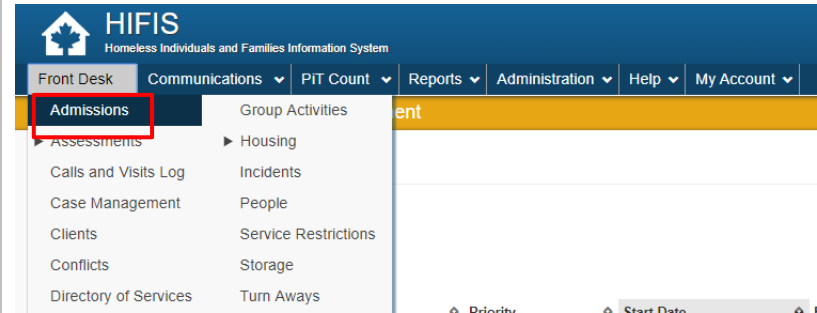 HIFIS
Homeless Individuals and Families Information System
Front Desk Communications PiT Count Reports Administration Help My Account
Admissions Group Activities ent
Assessments Housing
Calls and Visits Log Incidents
Case Management People
Clients Service Restrictions
Conflicts Storage
Directory of Services Turn Aways
Priority Start Date